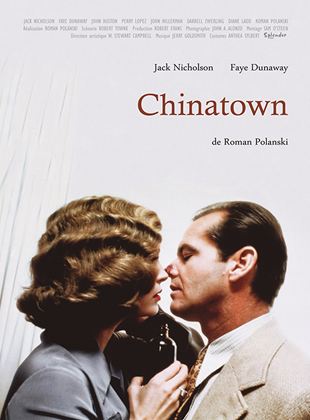 JACK NICHOLSON FAYE DUNAWAY JOHN HUSTON PERRY LOPEZ JOHN HILLERMAN DARRELL ZWERLING DIANE LADD ROMAN POLANSKI
Réalisation ROMAN POLANSKI Scénario ROBERT TOWNE Production ROBERT EVANS Photographie JOHN A. ALONZO Montage SAM O'STEEN
Direction artistique W. STEWART CAMPBELL Musique JERRY GOLDSMITH Costumes ANTHEA SYLBERT Splendor
Jack Nicholson Faye Dunaway
Chinatown
de Roman Polanski